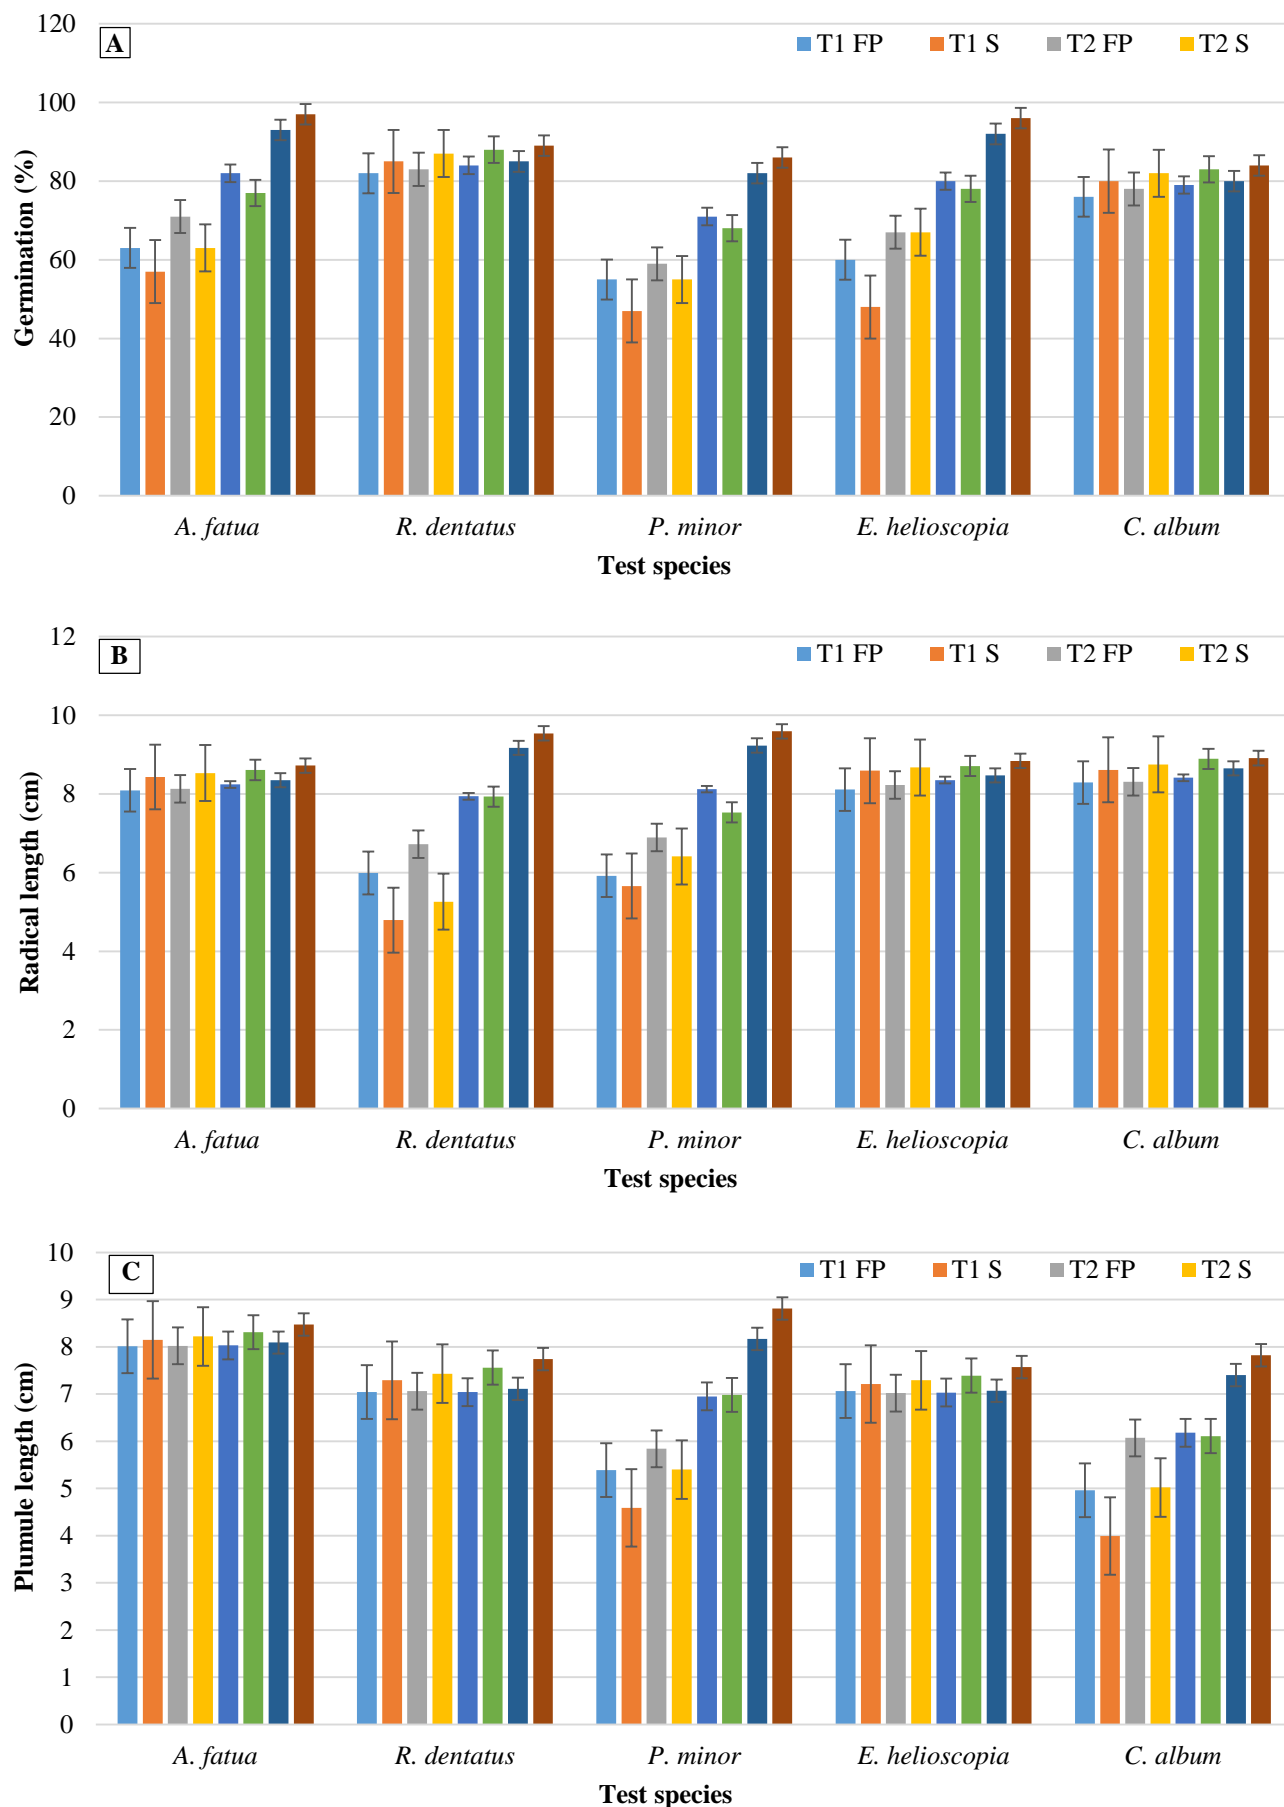 120
A
T1 FP
T1 S
T2 FP
T2 S
100
80
60
40
20
0
Germination (%)
A. fatua
R. dentatus
P. minor
E. helioscopia
C. album
Test species
12
B
T1 FP
T1 S
T2 FP
T2 S
10
8
6
4
2
0
Radical length (cm)
A. fatua
R. dentatus
P. minor
E. helioscopia
C. album
Test species
10
C
T1 FP
T1 S
T2 FP
T2 S
9
8
7
6
5
4
3
2
1
0
Plumule length (cm)
A. fatua
R. dentatus
P. minor
E. helioscopia
C. album
Test species